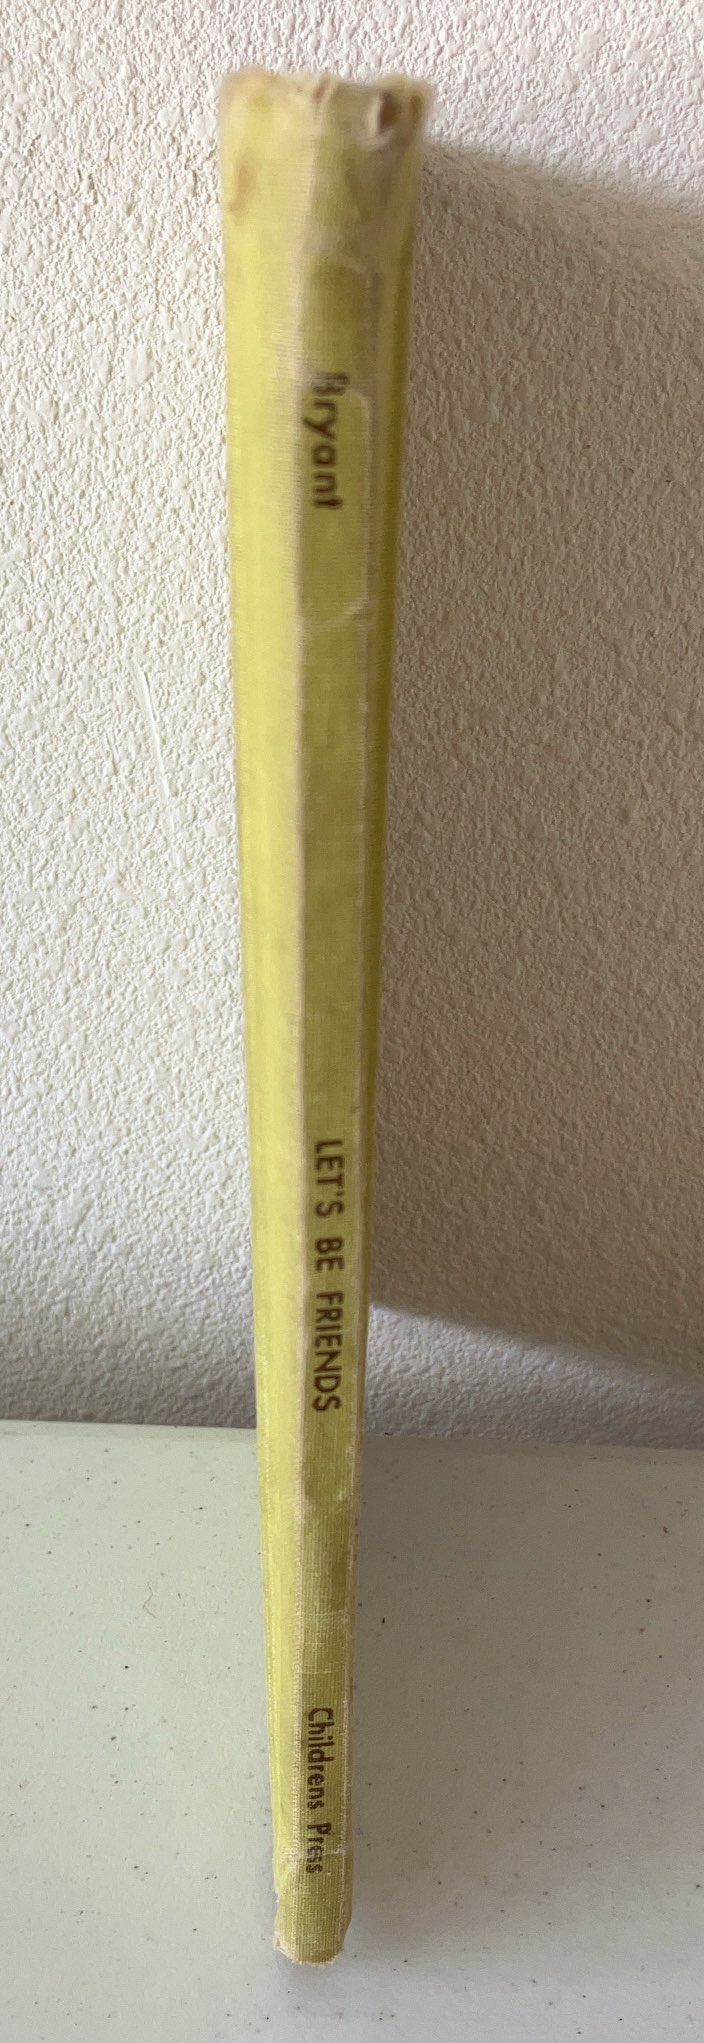 Bryant
LET'S BE FRIENDS
Childrens Press